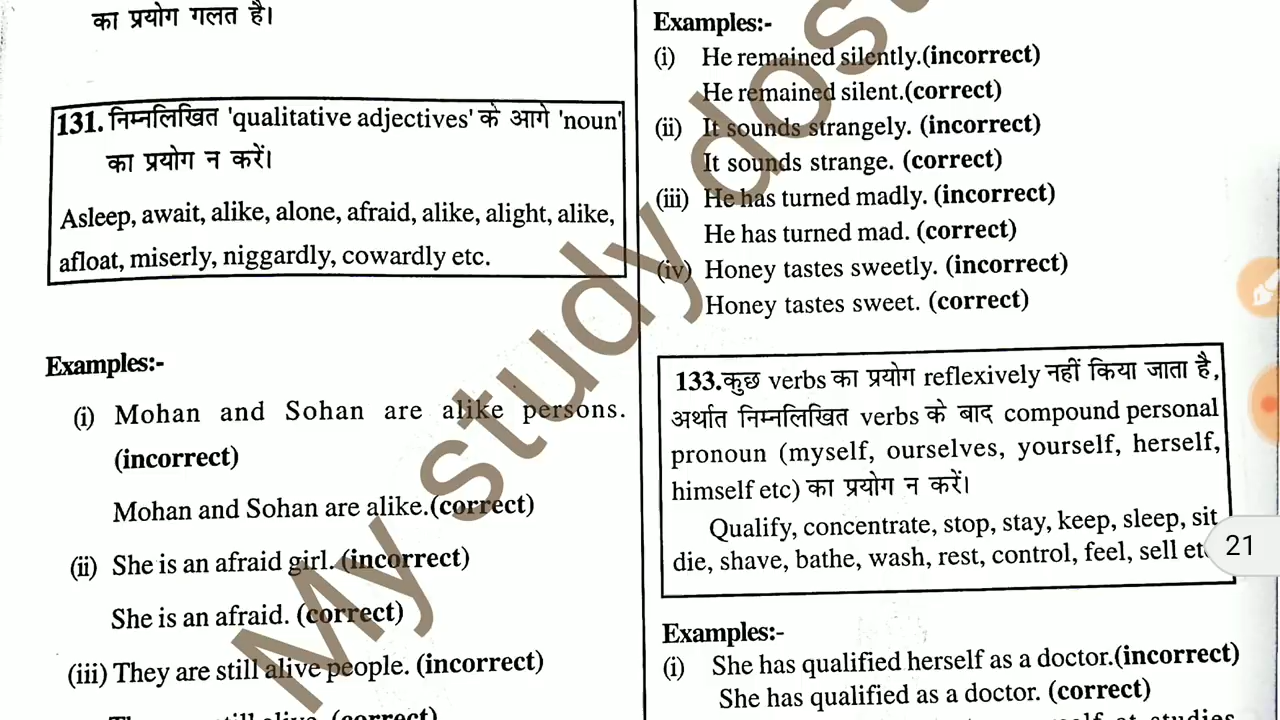 का प्रयोग गलत है।
131. निम्नलिखित 'qualitative adjectives' के आगे 'noun'
का प्रयोग न करें।
Asleep, await, alike, alone, afraid, alike, alight, alike,
afloat, miserly, niggardly, cowardly etc.
Examples:-
(i) Mohan and Sohan are alike persons.
(incorrect)
Mohan and Sohan are alike.(correct)
(ii) She is an afraid girl. (incorrect)
She is an afraid. (correct)
(iii) They are still alive people. (incorrect)
still alive. (correct)
Examples:-
(i) He remained silently.(incorrect)
He remained silent.(correct)
(ii) It sounds strangely. (incorrect)
It sounds strange. (correct)
(iii) He has turned madly. (incorrect)
He has turned mad. (correct)
(iv) Honey tastes sweetly. (incorrect)
Honey tastes sweet. (correct)
133.कुछ verbs का प्रयोग reflexively नहीं किया जाता है,
अर्थात निम्नलिखित verbs के बाद compound personal
pronoun (myself, ourselves, yourself, herself,
himself etc) का प्रयोग न करें।
Qualify, concentrate, stop, stay, keep, sleep, sit
die, shave, bathe, wash, rest, control, feel, sell
Examples:-
(i) She has qualified herself as a doctor.(incorrect)
She has qualified as a doctor. (correct)
at studies
21
My study